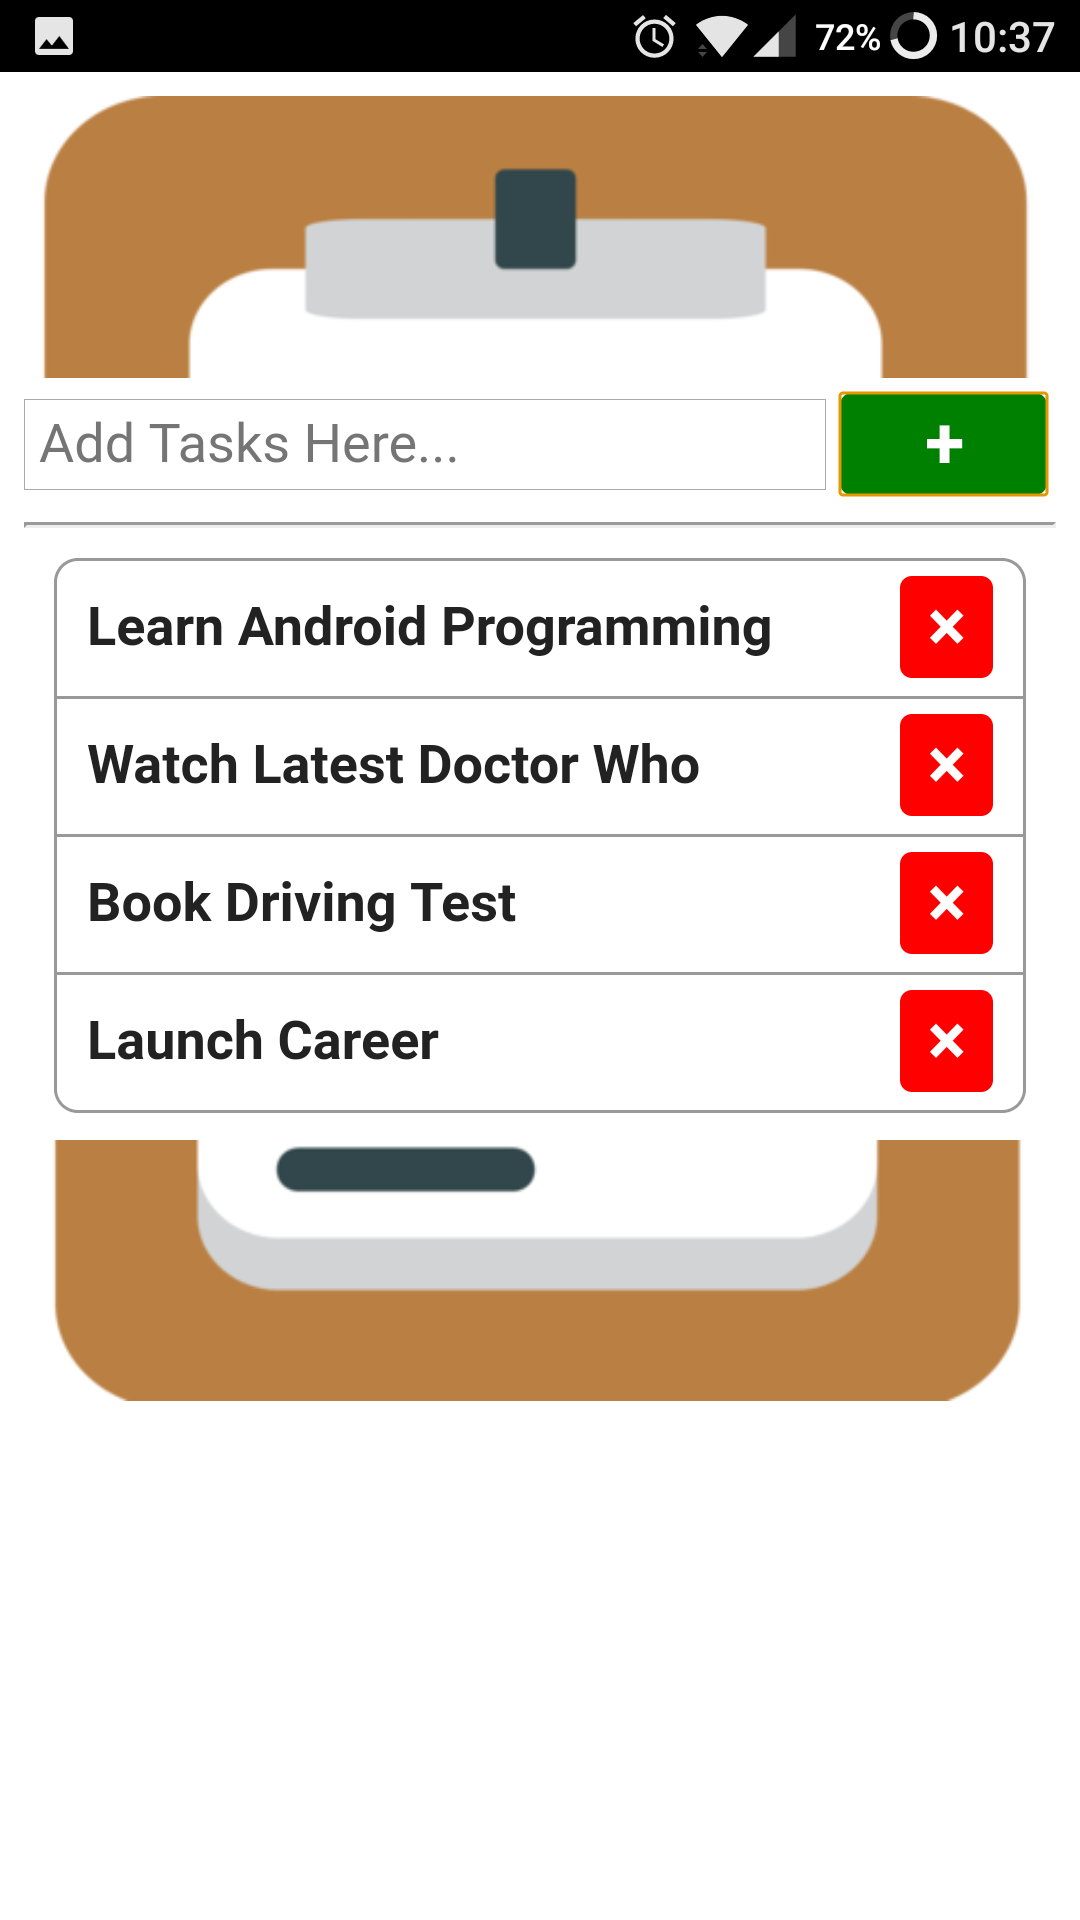 72% 10:37
Add Tasks Here...
+
Learn Android Programming ×
Watch Latest Doctor Who ×
Book Driving Test ×
Launch Career ×